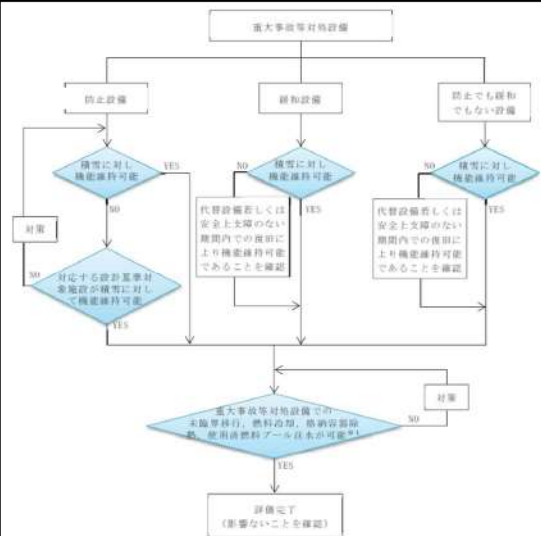 重大事故等対処設備
防止設備
緩和設備
防止でも緩和
でもない設備
積雪に対し
機能維持可能
YES
NO
積雪に対し
機能維持可能
NO
YES
積雪に対し
機能維持可能
NO
YES
対策
代替設備若しくは
安全上支障のない
期間内での復旧に
より機能維持可能
であることを確認
代替設備若しくは
安全上支障のない
期間内での復旧に
より機能維持可能
であることを確認
対応する設計基準対
象施設が積雪に対し
て機能維持可能
NO
YES
重大事故等対処設備での
未臨界移行,燃料冷却,格納容器除
熱,使用済燃料プール注水が可能※1
NO
対策
YES
評価完了
(影響ないことを確認)